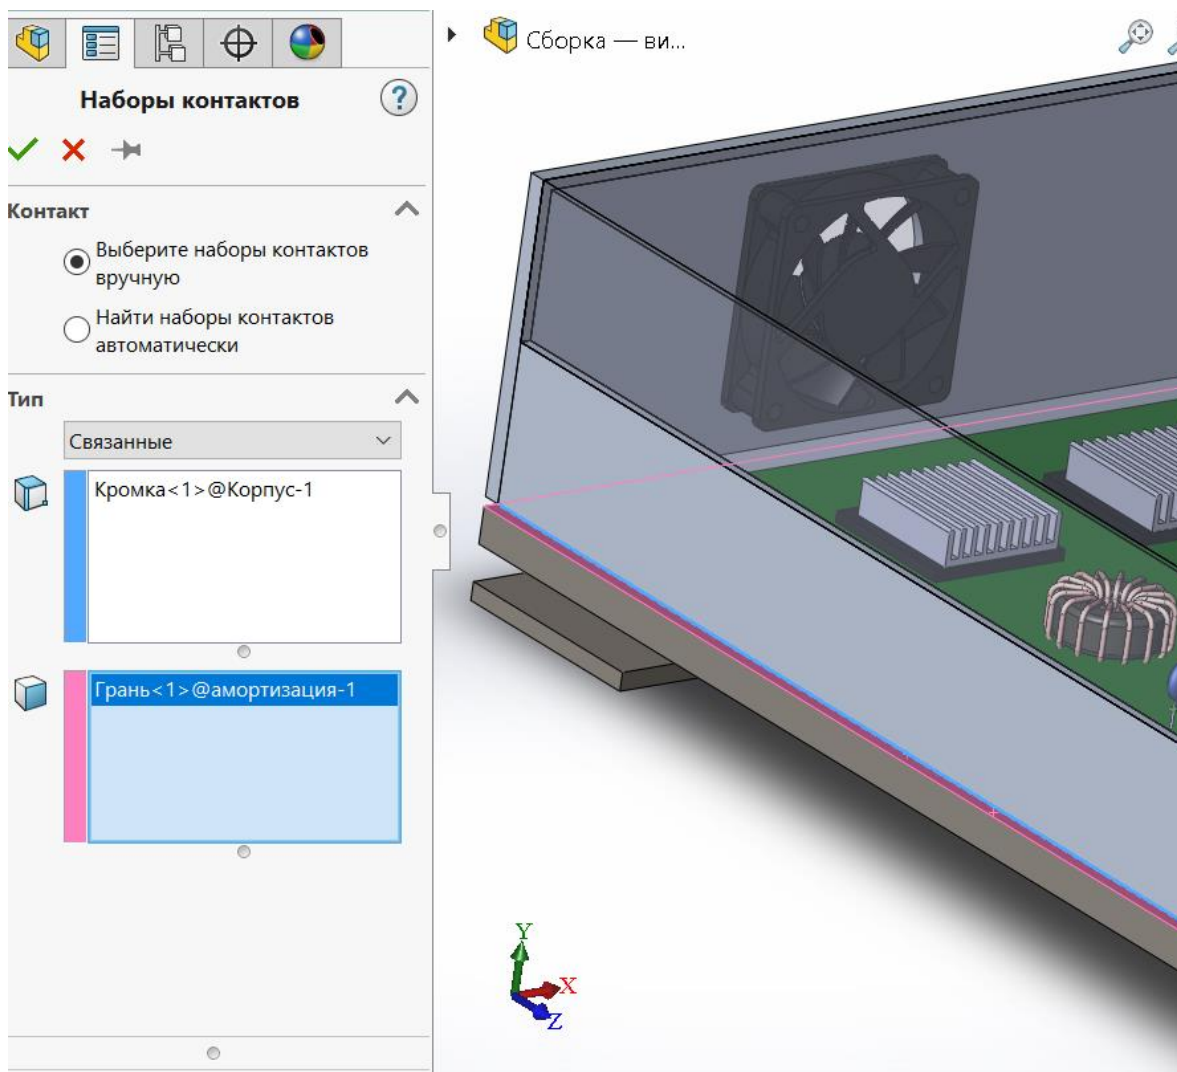 Сборка — ви...
Наборы контактов
?
Контакт
Выберите наборы контактов
вручную
Найти наборы контактов
автоматически
Тип
Связанные
Кромка<1>@Корпус-1
Грань<1>@амортизация-1
Y
X
Z